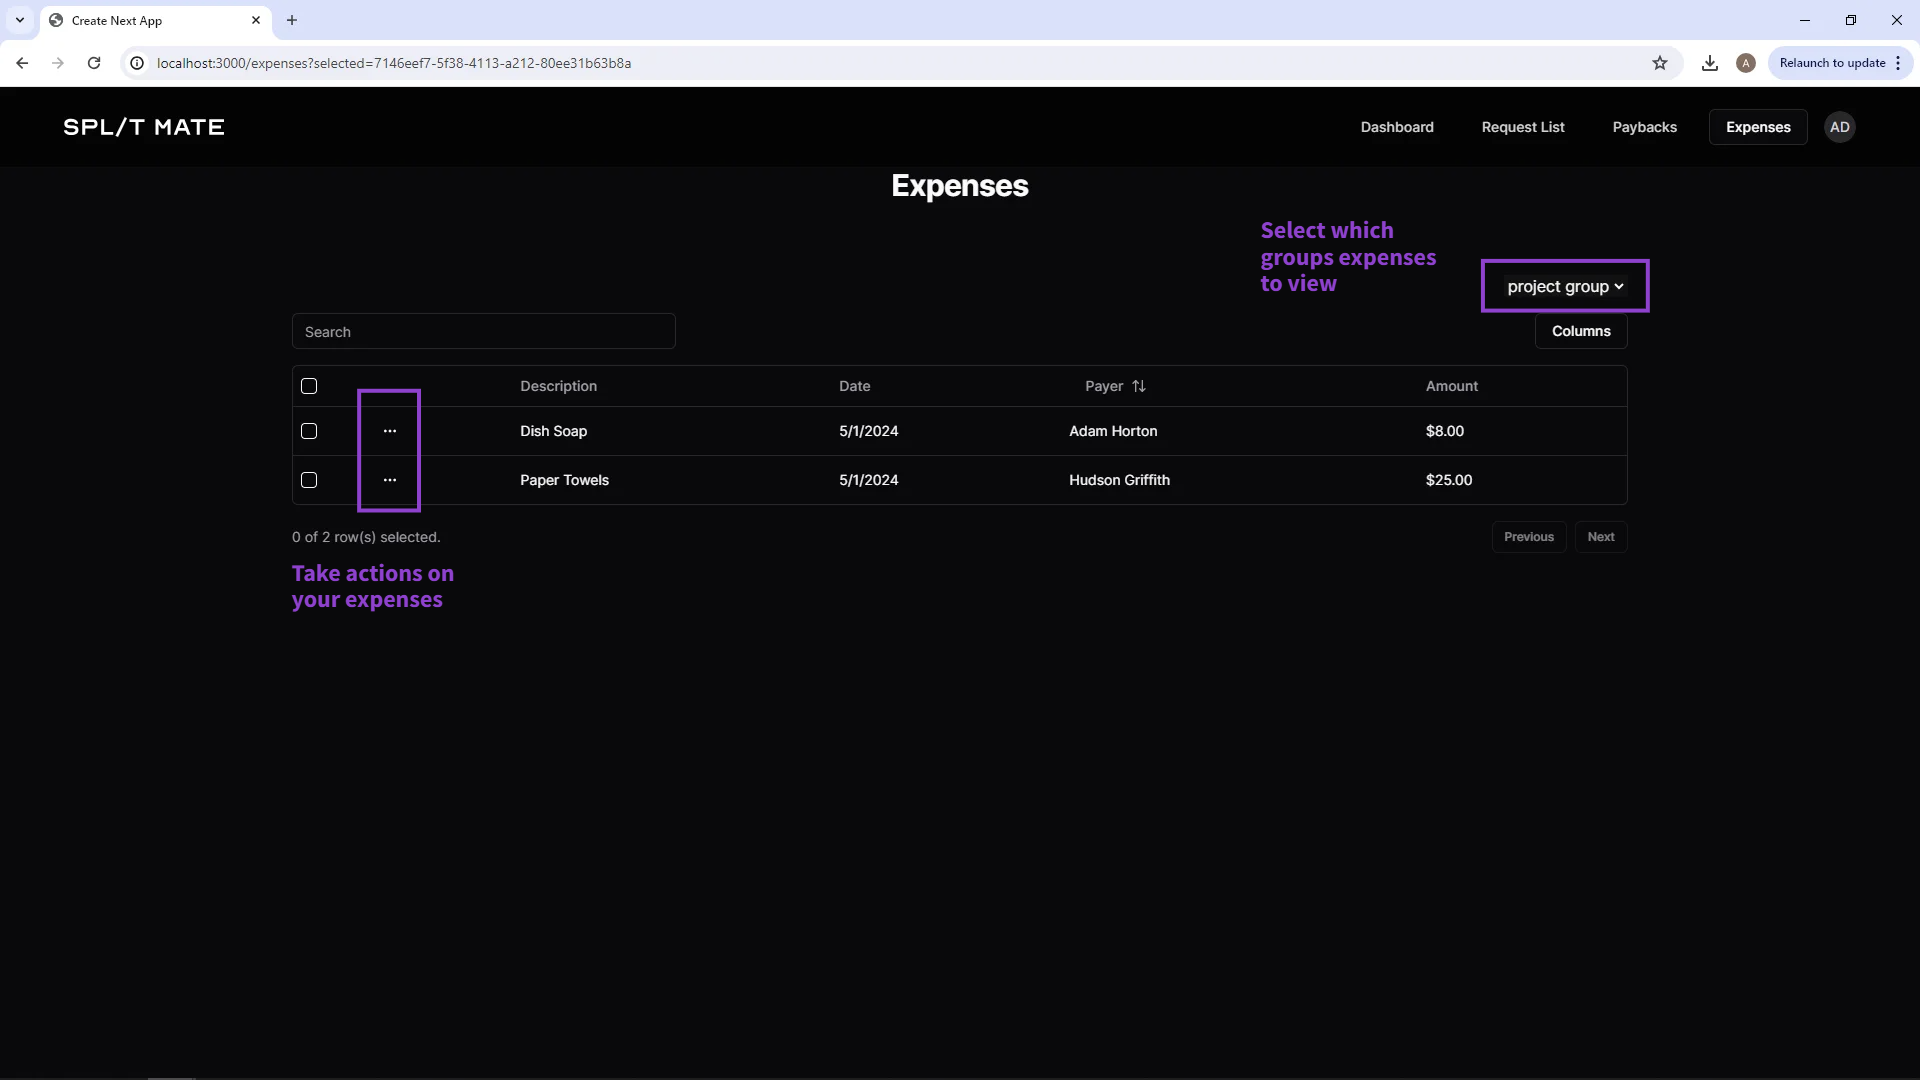 Create Next App
localhost:3000/expenses?selected=7146eef7-5f38-4113-a212-80ee31b63b8a
A
Relaunch to update
SPL/T MATE
Dashboard
Request List
Paybacks
Expenses
AD
Expenses
Select which
groups expenses
to view
project group
Search
Columns
Description
Date
Payer
Amount
Dish Soap
5/1/2024
Adam Horton
$8.00
Paper Towels
5/1/2024
Hudson Griffith
$25.00
0 of 2 row(s) selected.
Previous
Next
Take actions on
your expenses